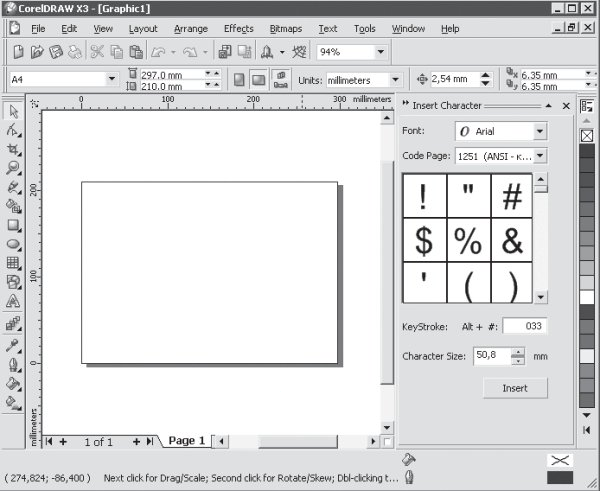 CorelDRAW X3 - [Graphic1]
File Edit View Layout Arrange Effects Bitmaps Text Tools Window Help
94%
A4 297.0 mm 210.0 mm Units: millimeters 2,54 mm 6.35 mm 6.35 mm
0 100 200 300 millimeters
Insert Character
Font: O Arial
Code Page: 1251 (ANSI - к...
! " #
$ % &
' ( )
200
100
0
millimeters
KeyStroke: Alt + #: 033
Character Size: 50,8 mm
Insert
1 of 1 Page 1
( 274,824; -86,400 ) Next click for Drag/Scale; Second click for Rotate/Skew; Dbl-clicking t...